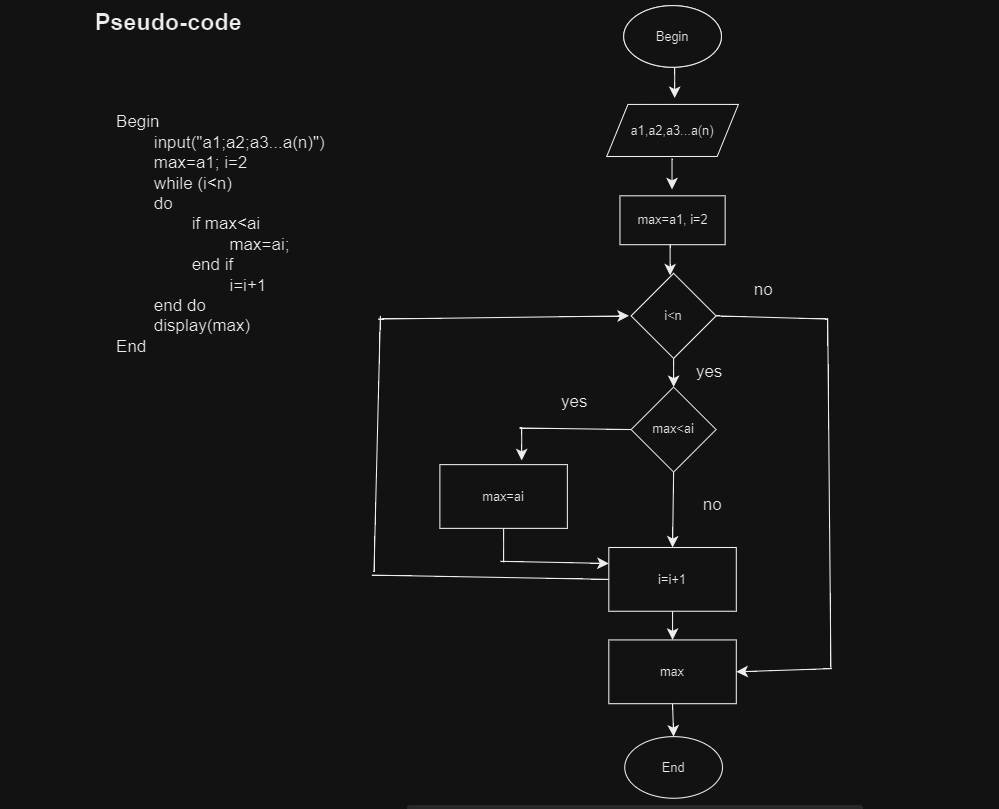 Pseudo-code
Begin
input("a1;a2;a3...a(n)")
max=a1; i=2
while (i<n)
do
if max<ai
max=ai;
end if
i=i+1
end do
display(max)
End
Begin
a1,a2,a3...a(n)
max=a1, i=2
i<n
no
yes
max<ai
yes
max=ai
no
i=i+1
max
End